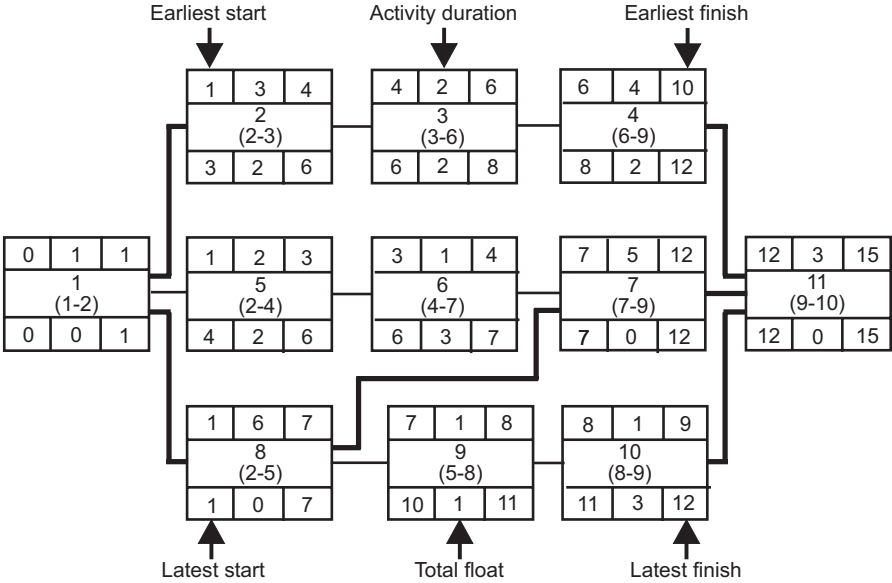 Earliest start Activity duration Earliest finish
1 3 4
2
(2-3)
3 2 6
4 2 6
3
(3-6)
6 2 8
6 4 10
4
(6-9)
8 2 12
0 1 1
1
(1-2)
0 0 1
1 2 3
5
(2-4)
4 2 6
3 1 4
6
(4-7)
6 3 7
7 5 12
7
(7-9)
7 0 12
12 3 15
11
(9-10)
12 0 15
1 6 7
8
(2-5)
1 0 7
7 1 8
9
(5-8)
10 1 11
8 1 9
10
(8-9)
11 3 12
Latest start Total float Latest finish